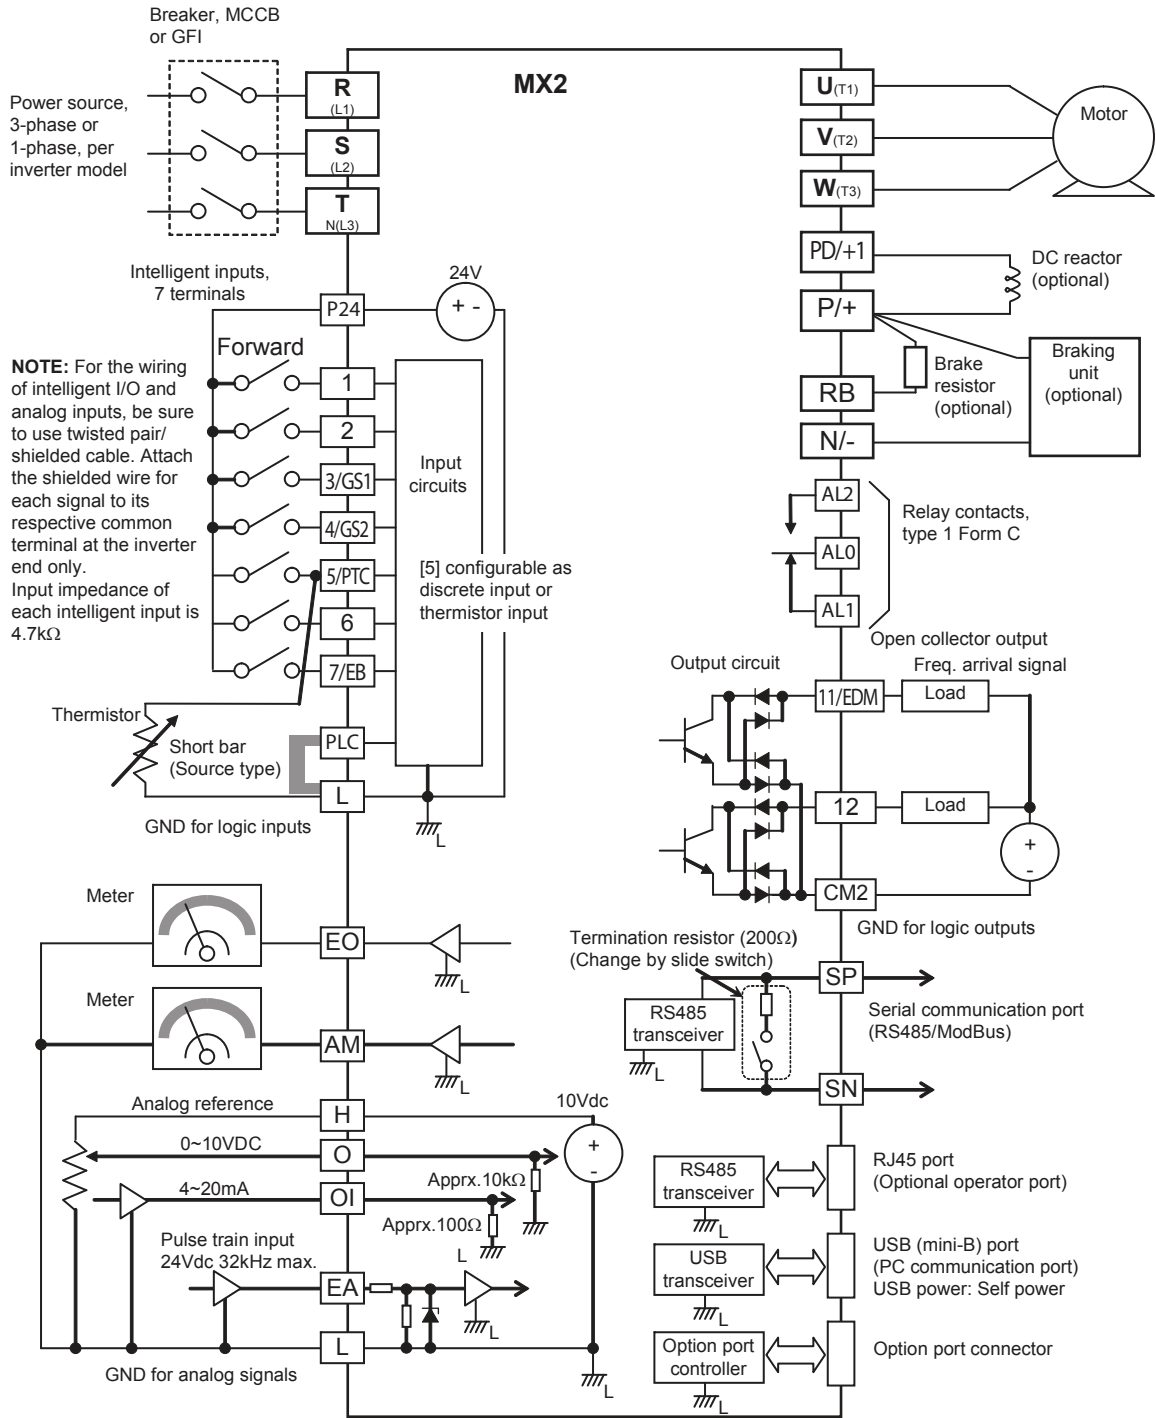 Breaker, MCCB
or GFI
MX2
Power source,
3-phase or
1-phase, per
inverter model
R
(L1)
S
(L2)
T
N(L3)
U(T1)
V(T2)
W(T3)
Motor
PD/+1
P/+
DC reactor
(optional)
Brake
resistor
(optional)
Braking
unit
(optional)
RB
N/-
Intelligent inputs,
7 terminals
24V
+ -
P24
Forward
NOTE: For the wiring
of intelligent I/O and
analog inputs, be sure
to use twisted pair/
shielded cable. Attach
the shielded wire for
each signal to its
respective common
terminal at the inverter
end only.
Input impedance of
each intelligent input is
4.7kΩ
1
2
3/GS1
4/GS2
5/PTC
6
7/EB
PLC
L
Input
circuits
[5] configurable as
discrete input or
thermistor input
Thermistor
Short bar
(Source type)
GND for logic inputs
L
AL2
AL0
AL1
Relay contacts,
type 1 Form C
Open collector output
Output circuit
Freq. arrival signal
11/EDM
Load
12
Load
+
-
CM2
GND for logic outputs
Meter
EO
L
Meter
AM
L
Termination resistor (200Ω)
(Change by slide switch)
RS485
transceiver
L
SP
Serial communication port
(RS485/ModBus)
SN
Analog reference
H
10Vdc
+
-
0~10VDC
O
Apprx.10kΩ
4~20mA
OI
Apprx.100Ω
L
Pulse train input
24Vdc 32kHz max.
EA
L
L
GND for analog signals
L
RS485
transceiver
L
RJ45 port
(Optional operator port)
USB
transceiver
L
USB (mini-B) port
(PC communication port)
USB power: Self power
Option port
controller
L
Option port connector